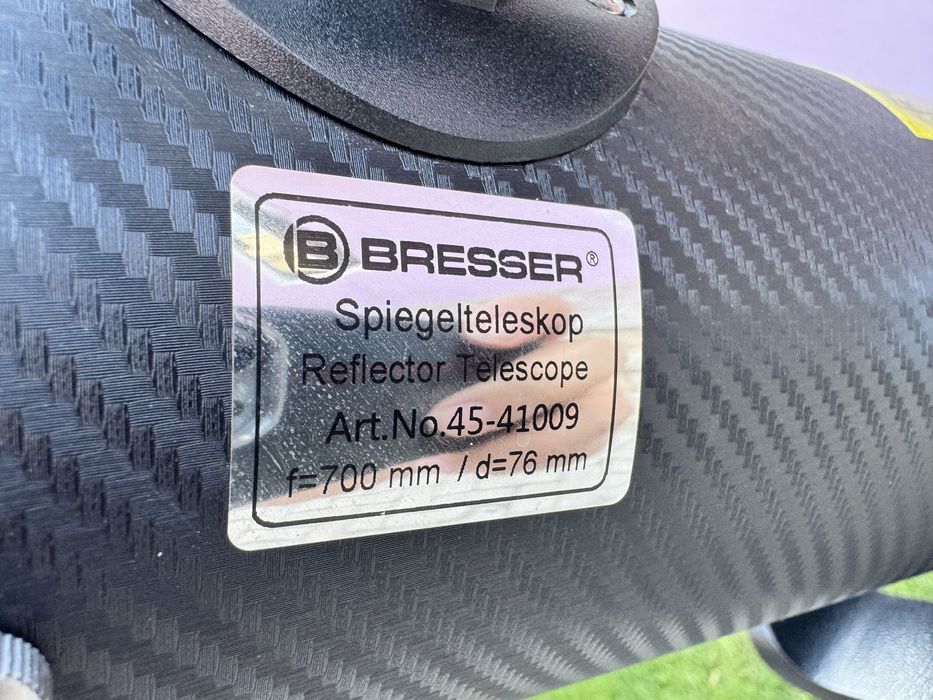 B BRESSER®
Spiegelteleskop
Reflector Telescope
Art.No.45-41009
f=700 mm / d=76 mm